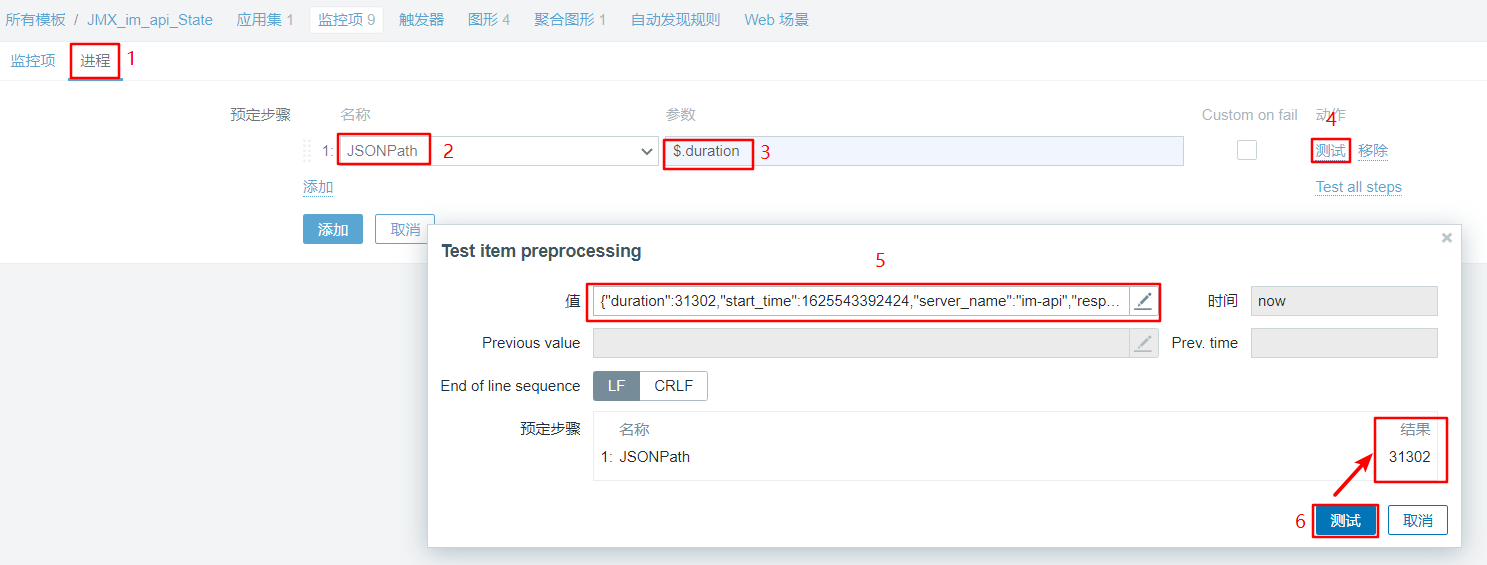 所有模板 / JMX_im_api_State 应用集 1 监控项 9 触发器 图形 4 聚合图形 1 自动发现规则 Web 场景
监控项 进程 1
预定步骤 名称 参数 Custom on fail 动作
1: JSONPath 2 $.duration 3 4 测试 移除
添加 Test all steps
添加 取消
Test item preprocessing
5
值 {"duration":31302,"start_time":1625543392424,"server_name":"im-api","resp... 时间 now
Previous value Prev. time
End of line sequence LF CRLF
预定步骤 名称 结果
1: JSONPath 31302
6 测试 取消